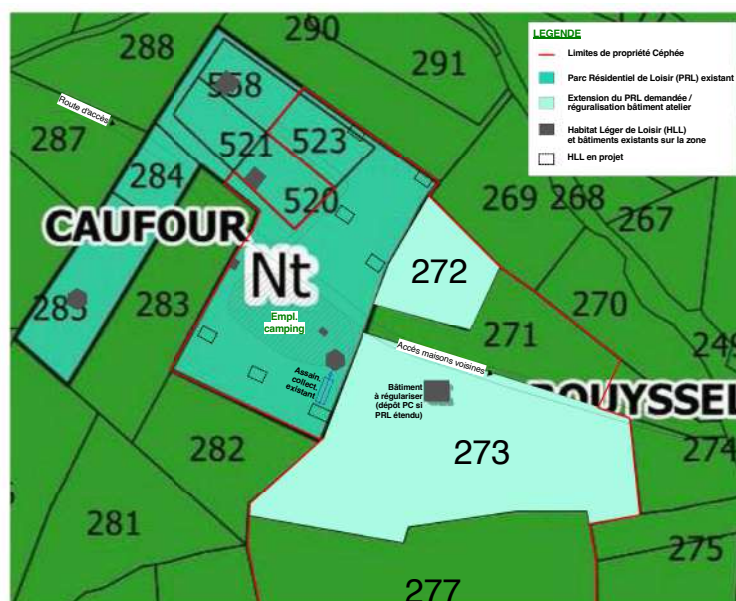 LEGENDE
Limites de propriété Céphée
Parc Résidentiel de Loisir (PRL) existant
Extension du PRL demandée /
réguralisation bâtiment atelier
Habitat Léger de Loisir (HLL)
et bâtiments existants sur la zone
HLL en projet
288
290
291
558
Route d'accès
287
521
523
284
520
269
268
267
CAUFOUR
Nt
272
270
285
283
Empl.
camping
271
249
Accès maisons voisines
Assain.
collect.
existant
Bâtiment
à régulariser
(dépôt PC si
PRL étendu)
BOUYSSEL
282
273
274
281
275
277